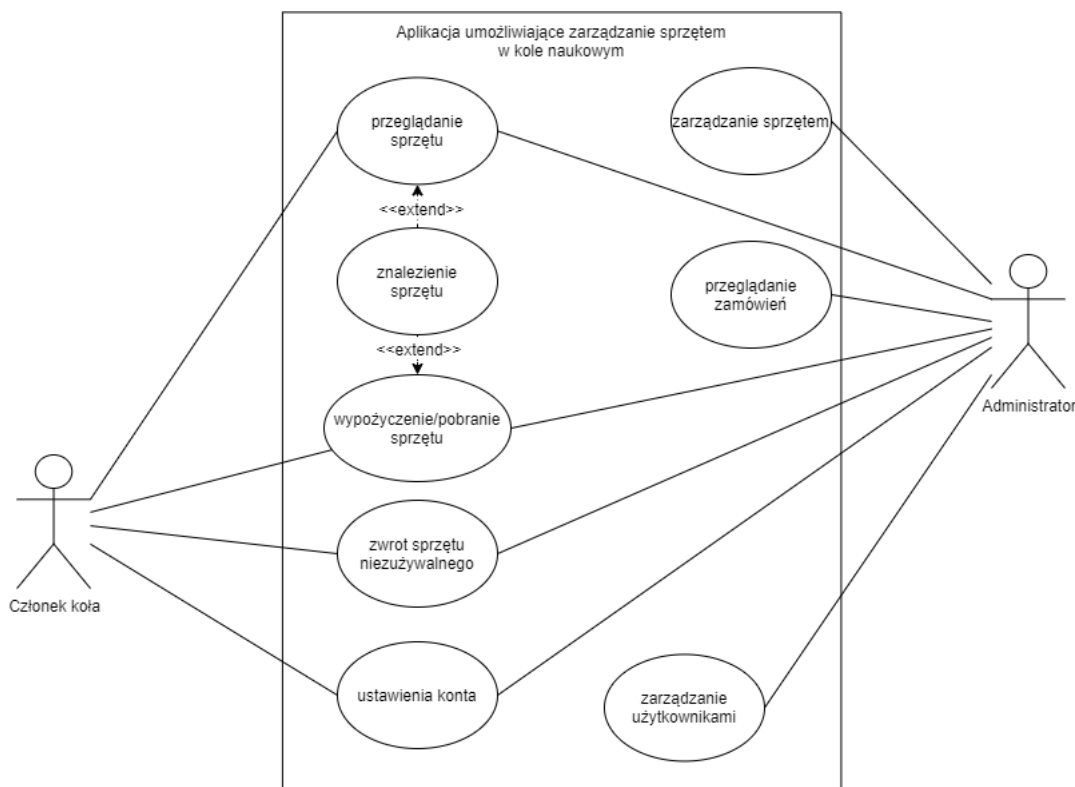 Aplikacja umożliwiające zarządzanie sprzętem
w kole naukowym
przeglądanie
sprzętu
zarządzanie sprzętem
<<extend>>
znalezienie
sprzętu
przeglądanie
zamówień
<<extend>>
wypożyczenie/pobranie
sprzętu
Administrator
zwrot sprzętu
niezużywalnego
Członek koła
ustawienia konta
zarządzanie
użytkownikami